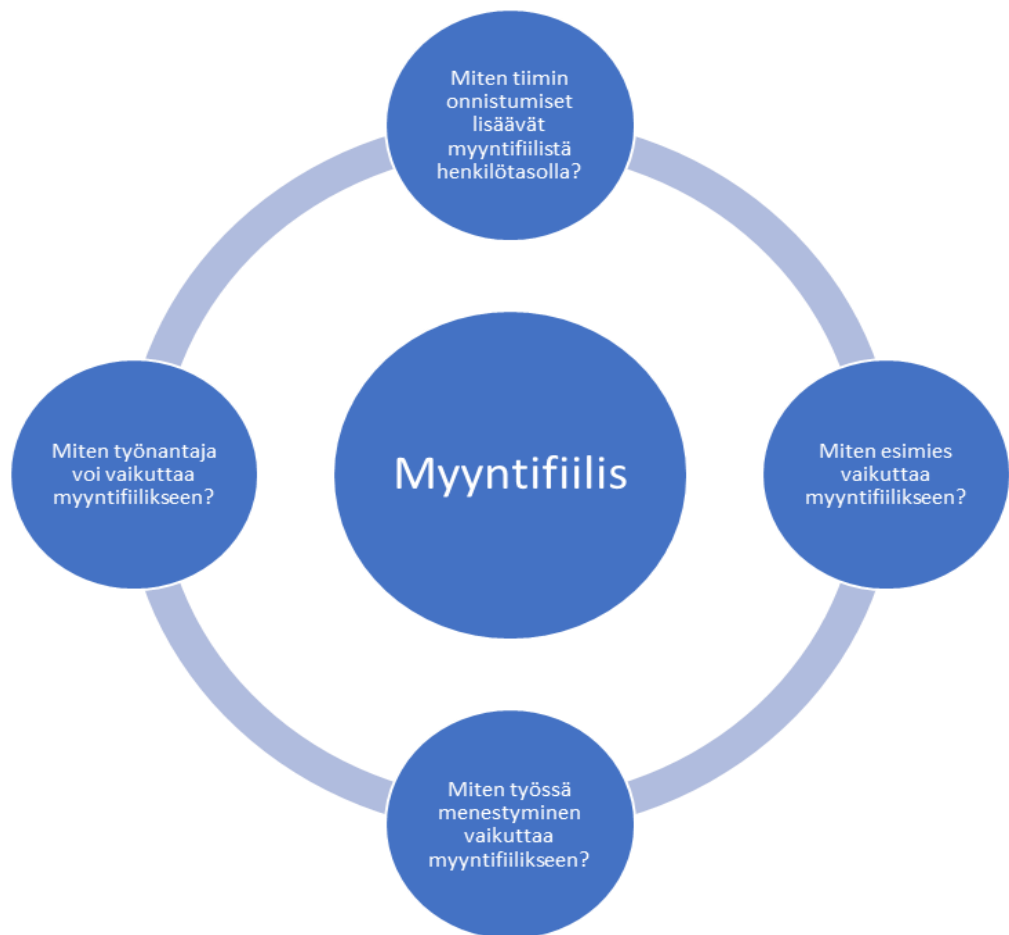 Miten tiimin
onnistumiset
lisäävät
myyntifiilistä
henkilötasolla?
Miten työnantaja
voi vaikuttaa
myyntifiilikseen?
Myyntifiilis
Miten esimies
vaikuttaa
myyntifiilikseen?
Miten työssä
menestyminen
vaikuttaa
myyntifiilikseen?